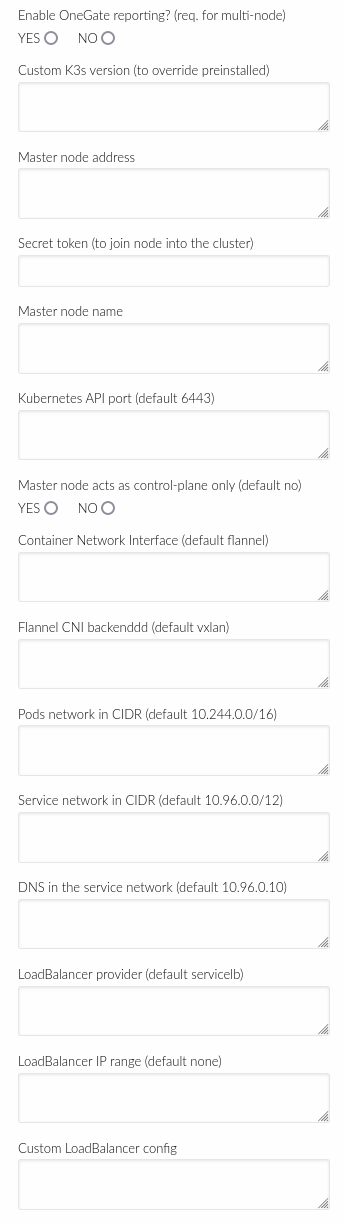 Enable OneGate reporting? (req. for multi-node)
YES NO
Custom K3s version (to override preinstalled)
Master node address
Secret token (to join node into the cluster)
Master node name
Kubernetes API port (default 6443)
Master node acts as control-plane only (default no)
YES NO
Container Network Interface (default flannel)
Flannel CNI backenddd (default vxlan)
Pods network in CIDR (default 10.244.0.0/16)
Service network in CIDR (default 10.96.0.0/12)
DNS in the service network (default 10.96.0.10)
LoadBalancer provider (default servicelb)
LoadBalancer IP range (default none)
Custom LoadBalancer config